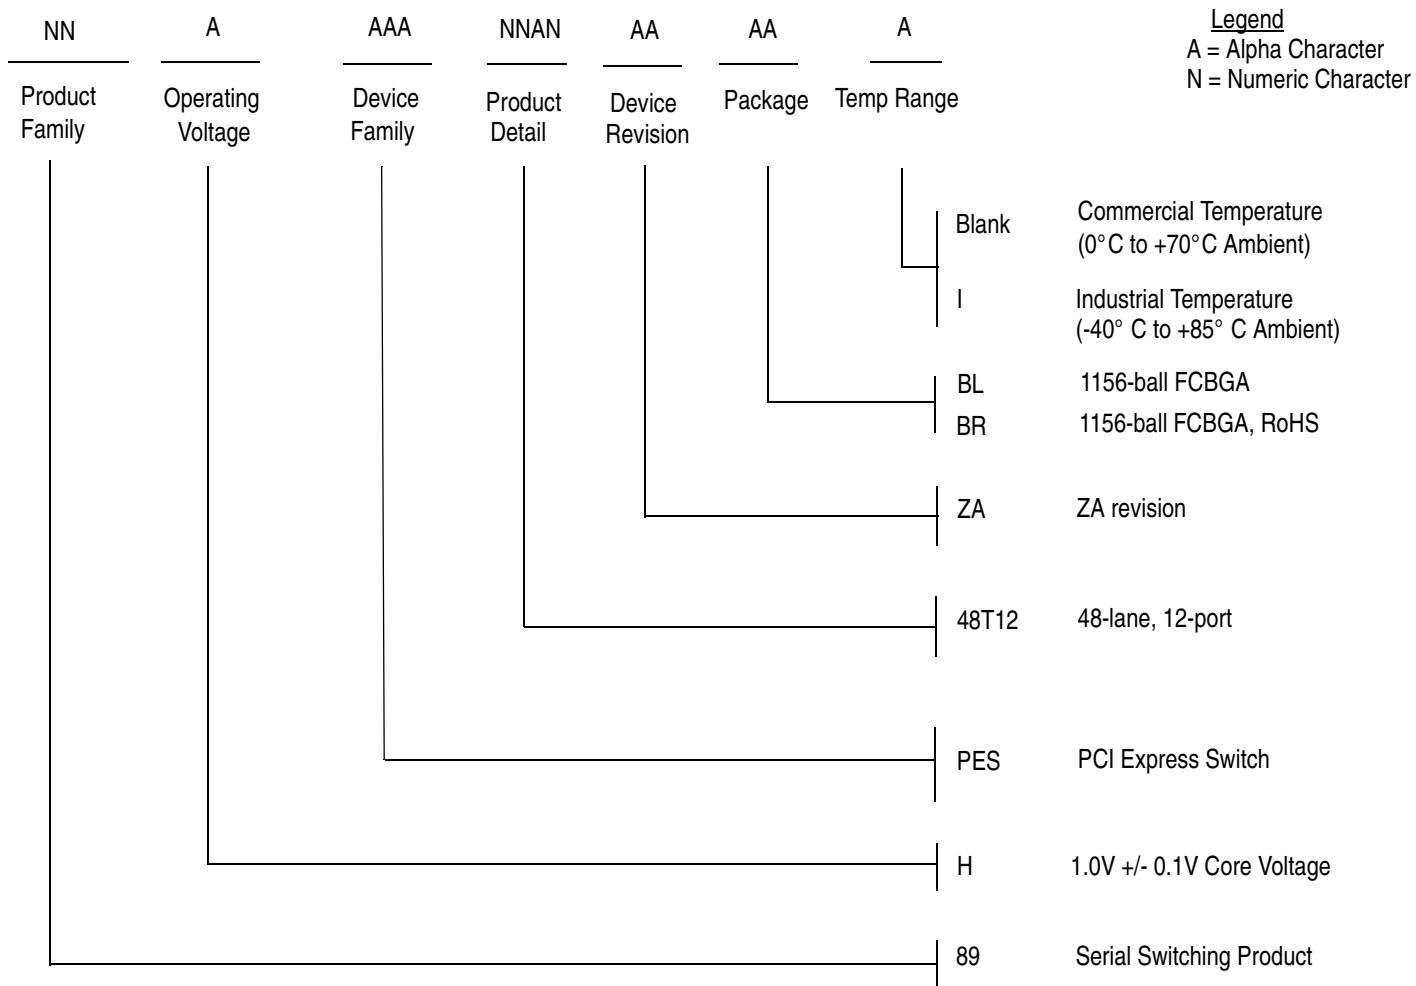 NN A AAA NNAN AA AA A
Legend
A = Alpha Character
N = Numeric Character
Product
Family
Operating
Voltage
Device
Family
Product
Detail
Device
Revision
Package
Temp Range
Blank Commercial Temperature
(0°C to +70°C Ambient)
I Industrial Temperature
(-40° C to +85° C Ambient)
BL 1156-ball FCBGA
BR 1156-ball FCBGA, RoHS
ZA ZA revision
48T12 48-lane, 12-port
PES PCI Express Switch
H 1.0V +/- 0.1V Core Voltage
89 Serial Switching Product